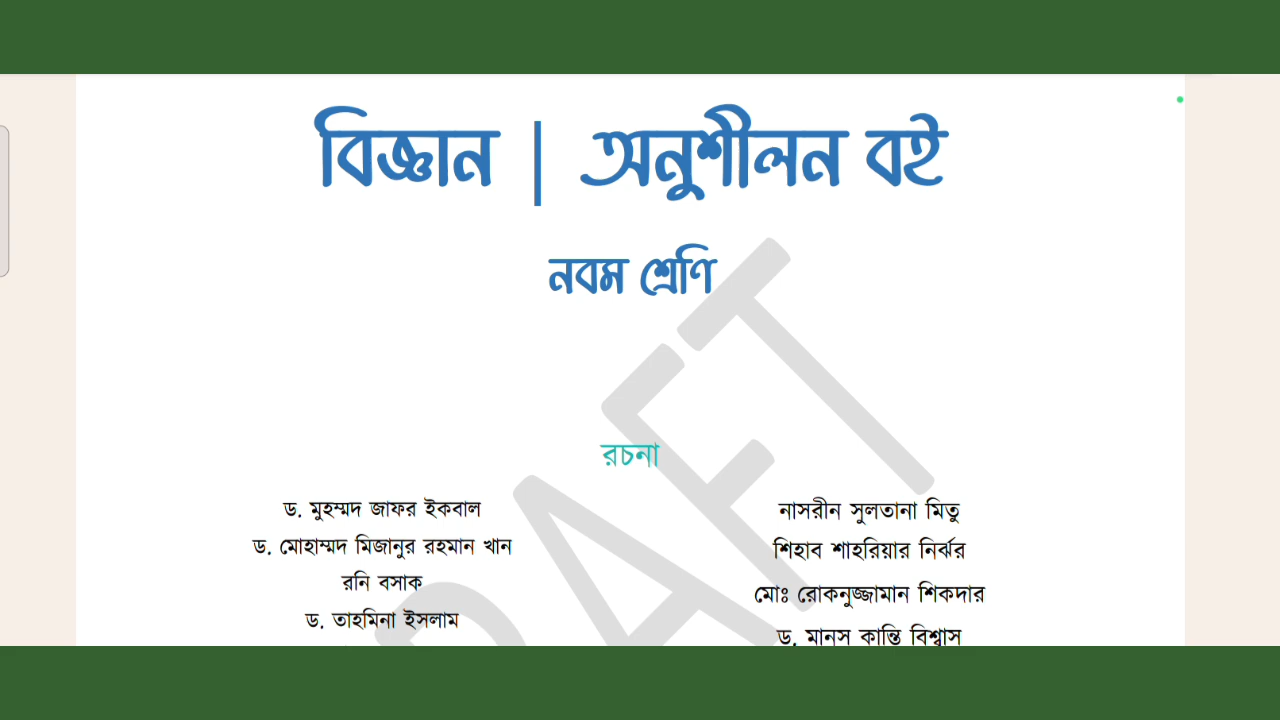 বিজ্ঞান | অনুশীলন বই
নবম শ্রেণি
রচনা
ড. মুহম্মদ জাফর ইকবাল
ড. মোহাম্মদ মিজানুর রহমান খান
রনি বসাক
ড. তাহমিনা ইসলাম
নাসরীন সুলতানা মিতু
শিহাব শাহরিয়ার নির্ঝর
মোঃ রোকনুজ্জামান শিকদার
ড. মানস কান্তি বিশ্বাস
RAFT